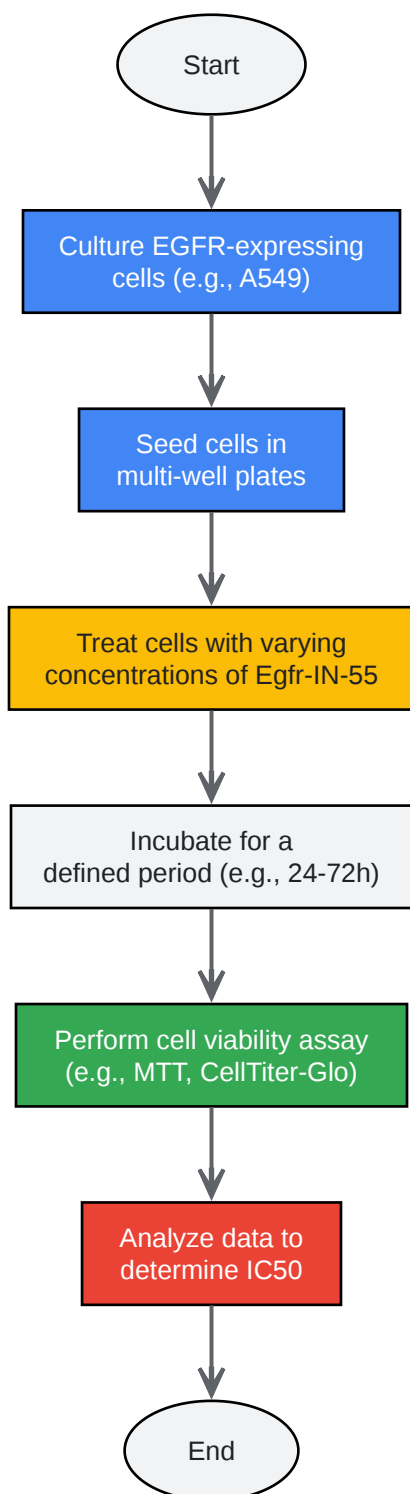 Start
Culture EGFR-expressing
cells (e.g., A549)
Seed cells in
multi-well plates
Treat cells with varying
concentrations of Egfr-IN-55
Incubate for a
defined period (e.g., 24-72h)
Perform cell viability assay
(e.g., MTT, CellTiter-Glo)
Analyze data to
determine IC50
End